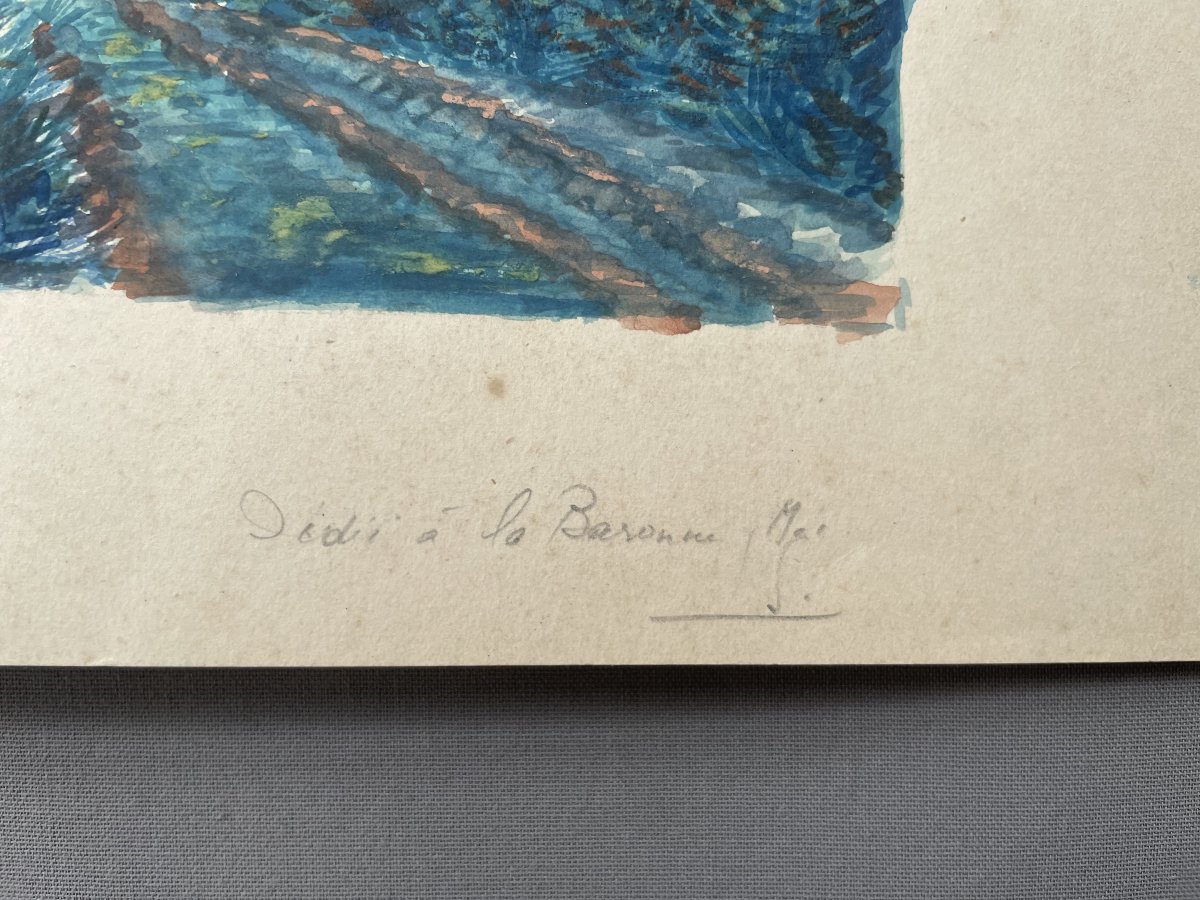 Dédié à la Baronne,